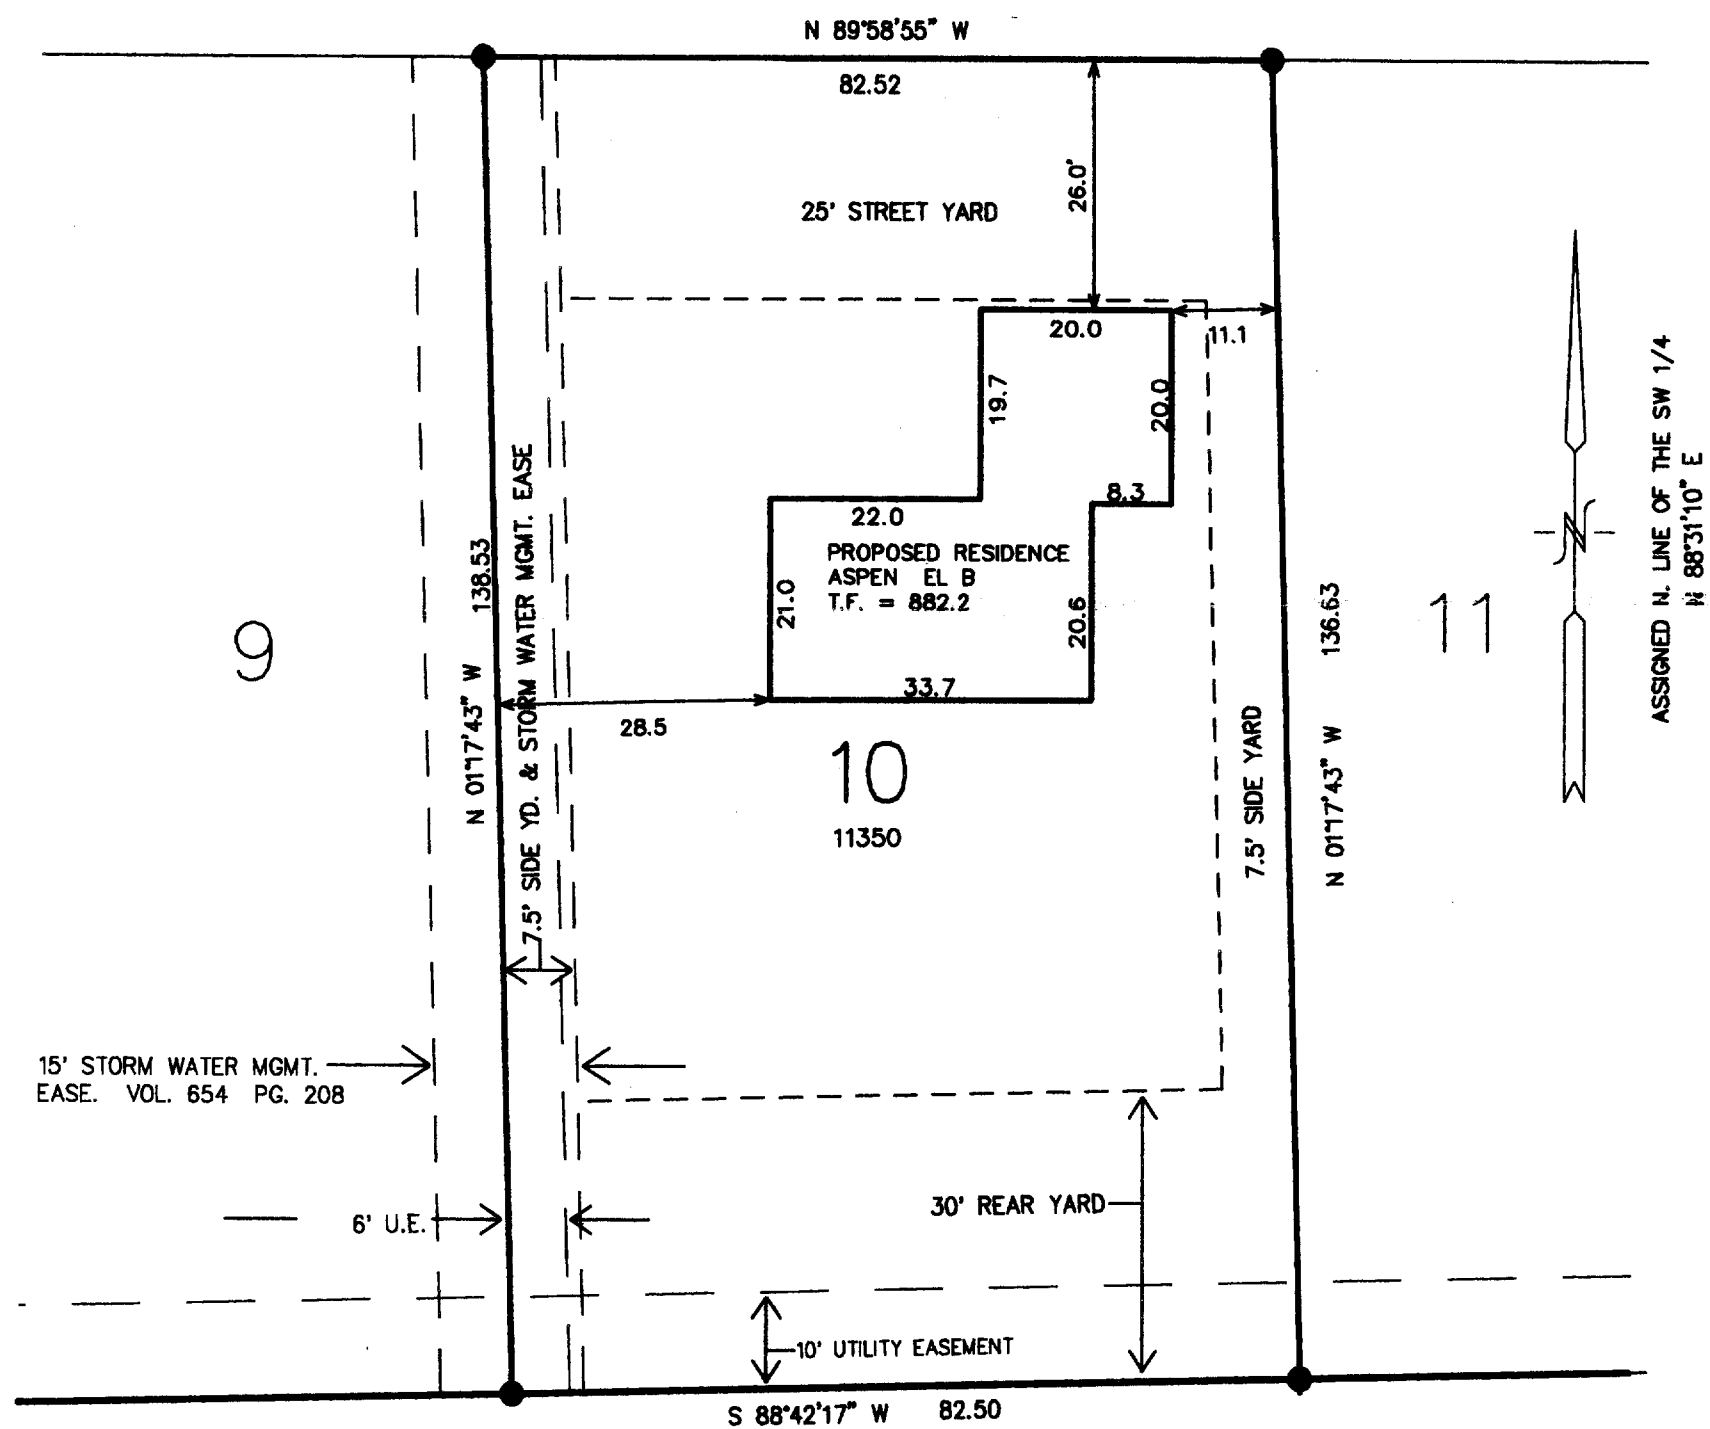 N 89°58'55" W
82.52
25' STREET YARD
26.0'
20.0
11.1
19.7
20.0
8.3
22.0
PROPOSED RESIDENCE
ASPEN EL B
T.F. = 882.2
21.0
20.6
33.7
28.5
10
11350
9
11
138.53
N 01°17'43" W
7.5' SIDE YD. & STORM WATER MGMT. EASE
7.5' SIDE YARD
136.63
N 01°17'43" W
N
ASSIGNED N. LINE OF THE SW 1/4
N 88°31'10" E
15' STORM WATER MGMT.
EASE. VOL. 654 PG. 208
6' U.E.
30' REAR YARD
10' UTILITY EASEMENT
S 88°42'17" W 82.50